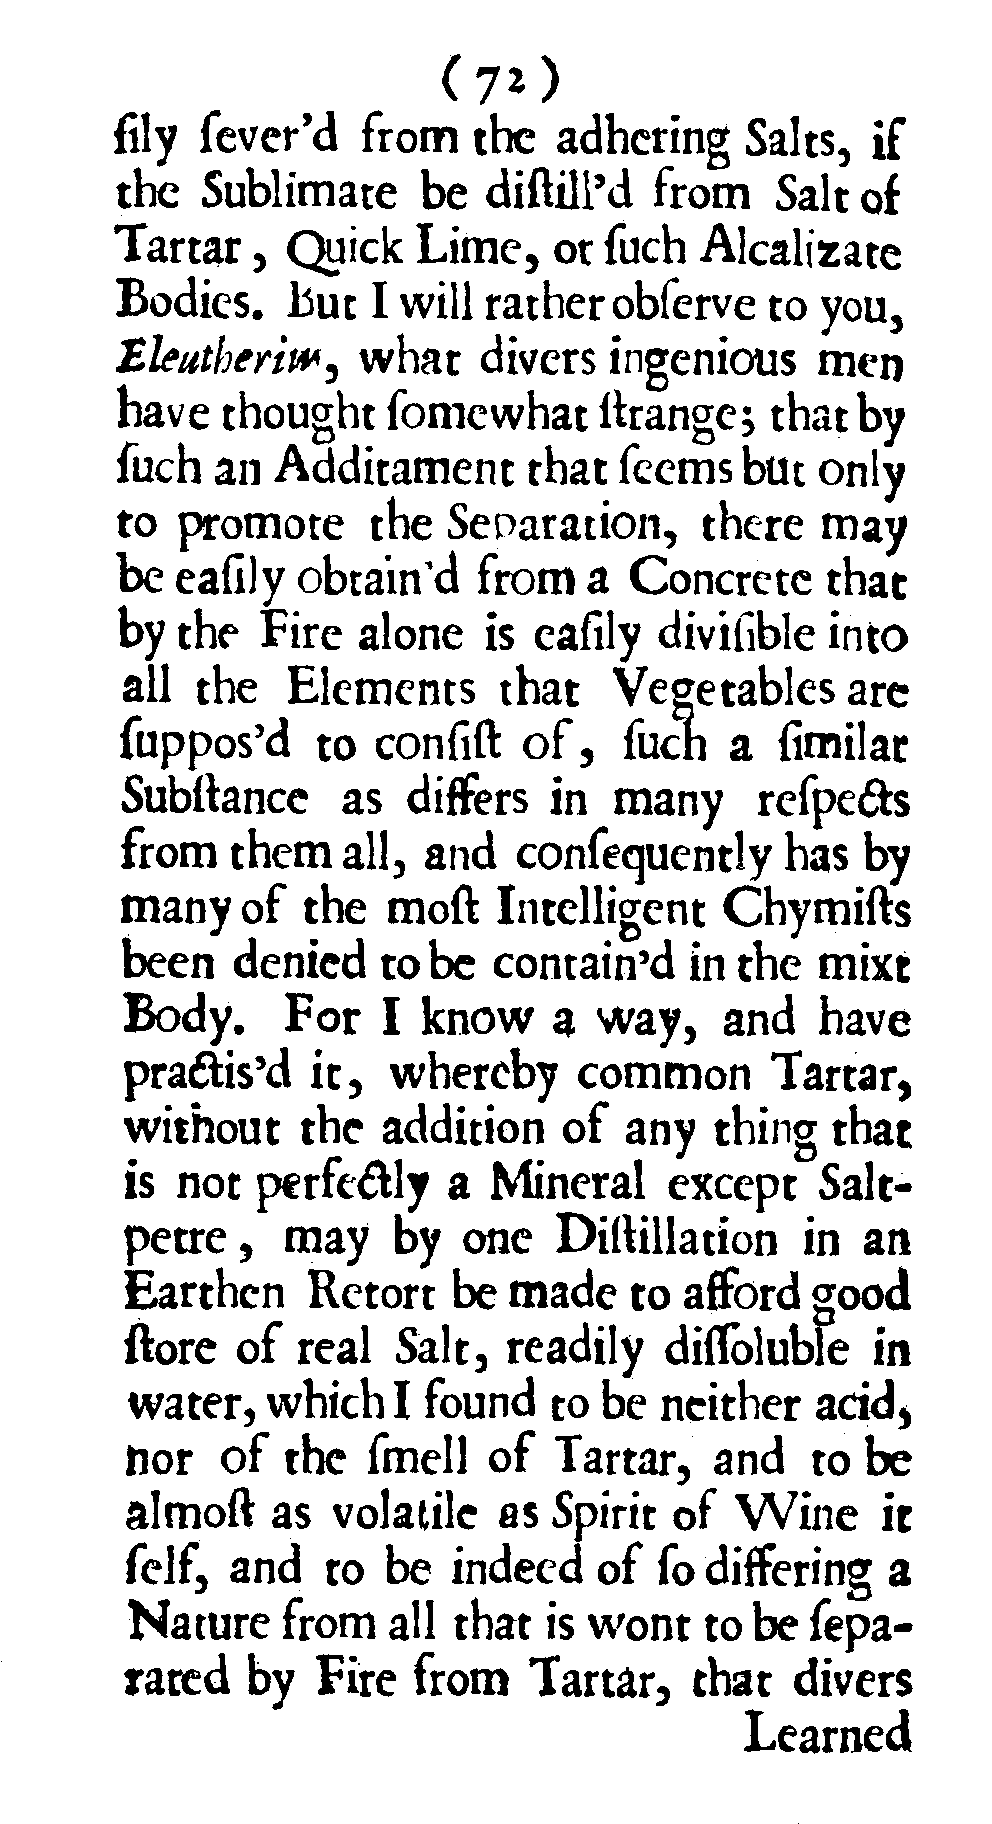 ( 72 )
ſily ſever’d from the adhering Salts, if
the Sublimate be diſtill’d from Salt of
Tartar , Quick Lime, or ſuch Alcalizate
Bodies. But I will rather obſerve to you,
Eleutherius, what divers ingenious men
have thought ſomewhat ſtrange; that by
ſuch an Additament that ſeems but only
to promote the Separation, there may
be eaſily obtain’d from a Concrete that
by the Fire alone is eaſily diviſible into
all the Elements that Vegetables are
ſuppos’d to conſiſt of , ſuch a ſimilar
Subſtance as differs in many reſpects
from them all, and conſequently has by
many of the moſt Intelligent Chymiſts
been denied to be contain’d in the mixt
Body. For I know a way, and have
practis’d it, whereby common Tartar,
without the addition of any thing that
is not perfectly a Mineral except Salt-
petre , may by one Diſtillation in an
Earthen Retort be made to afford good
ſtore of real Salt, readily diſſoluble in
water, which I found to be neither acid,
nor of the ſmell of Tartar, and to be
almoſt as volatile as Spirit of Wine it
ſelf, and to be indeed of ſo differing a
Nature from all that is wont to be ſepa-
rated by Fire from Tartar, that divers
Learned